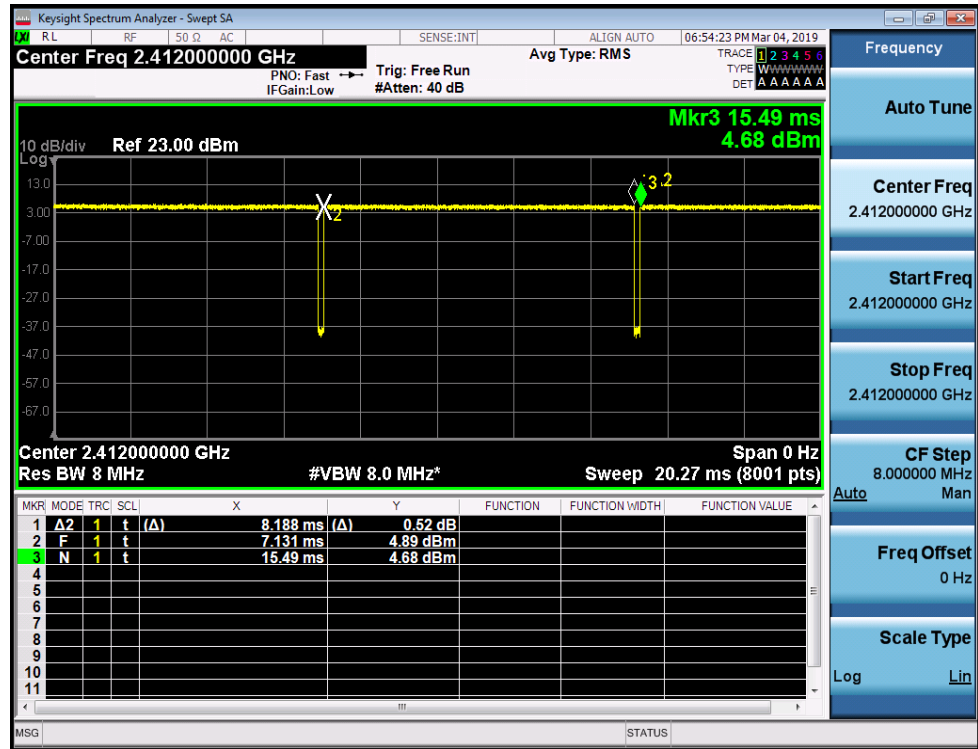 Keysight Spectrum Analyzer - Swept SA
LXI RL RF 50 Ω AC SENSE:INT ALIGN AUTO 06:54:23 PM Mar 04, 2019
Center Freq 2.412000000 GHz
PNO: Fast
IFGain:Low
Trig: Free Run
#Atten: 40 dB
Avg Type: RMS
TRACE 1 2 3 4 5 6
TYPE WWWWWW
DET A A A A A A
Mkr3 15.49 ms
4.68 dBm
10 dB/div Ref 23.00 dBm
Log
13.0
3.00
-7.00
-17.0
-27.0
-37.0
-47.0
-57.0
-67.0
X2
3
2
Center 2.412000000 GHz Span 0 Hz
Res BW 8 MHz #VBW 8.0 MHz* Sweep 20.27 ms (8001 pts)
MKR MODE TRC SCL X Y FUNCTION FUNCTION WIDTH FUNCTION VALUE
1 Δ2 1 t (Δ) 8.188 ms (Δ) 0.52 dB
2 F 1 t 7.131 ms 4.89 dBm
3 N 1 t 15.49 ms 4.68 dBm
4
5
6
7
8
9
10
11
MSG STATUS
Frequency
Auto Tune
Center Freq
2.412000000 GHz
Start Freq
2.412000000 GHz
Stop Freq
2.412000000 GHz
CF Step
8.000000 MHz
Auto Man
Freq Offset
0 Hz
Scale Type
Log Lin